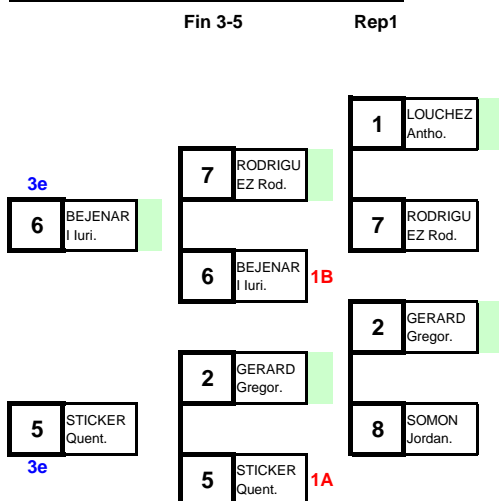 Fin 3-5 Rep1
1 LOUCHEZ
Antho.
7 RODRIGU
EZ Rod.
3e
6 BEJENAR
I Iuri.
7 RODRIGU
EZ Rod.
6 BEJENAR
I Iuri.
1B
2 GERARD
Gregor.
2 GERARD
Gregor.
5 STICKER
Quent.
8 SOMON
Jordan.
3e
5 STICKER
Quent.
1A